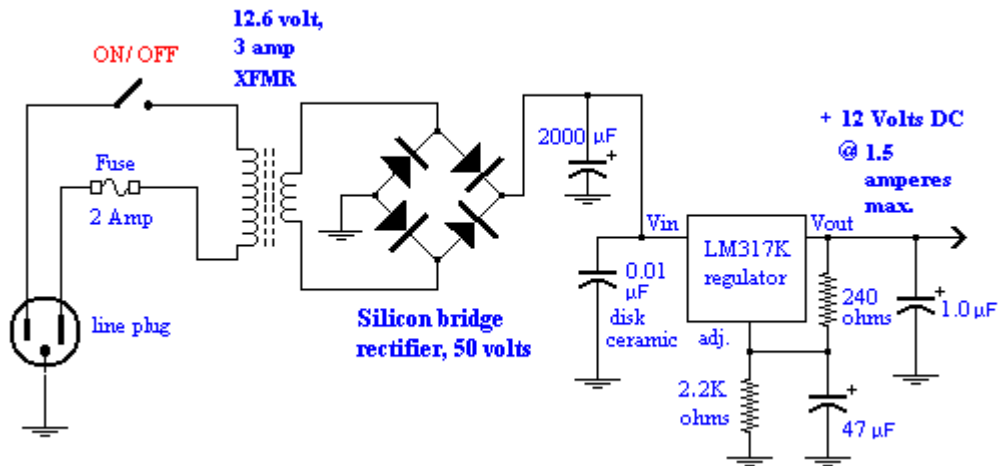 12.6 volt,
3 amp
XFMR
ON/ OFF
Fuse
2 Amp
line plug
Silicon bridge
rectifier, 50 volts
2000 µF
+
0.01
µF
disk
ceramic
Vin
LM317K
regulator
adj.
Vout
+ 12 Volts DC
@ 1.5
amperes
max.
240
ohms
+
1.0 µF
2.2K
ohms
+
47 µF